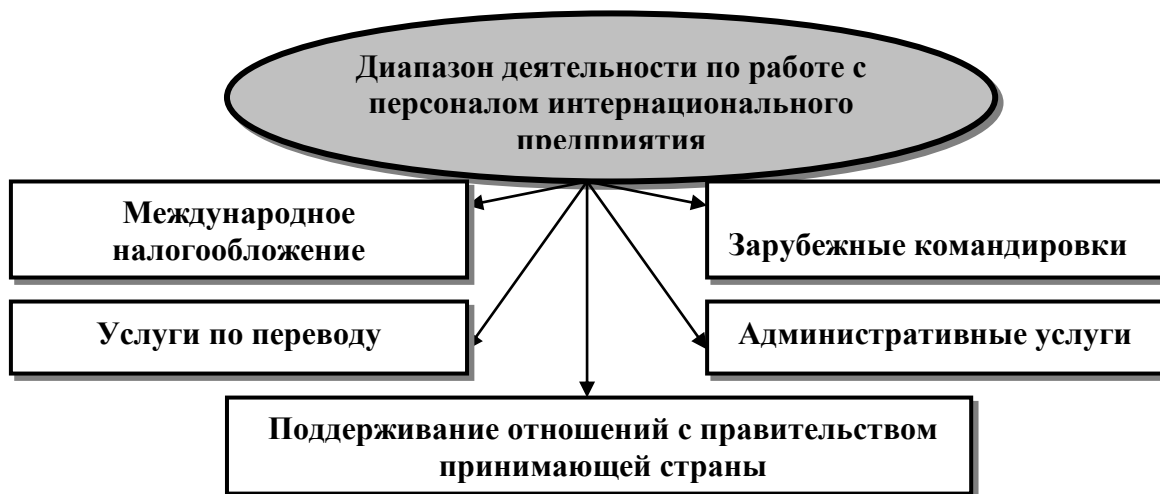 Диапазон деятельности по работе с
персоналом интернационального
предприятия
Международное
налогообложение
Зарубежные командировки
Услуги по переводу
Административные услуги
Поддерживание отношений с правительством
принимающей страны